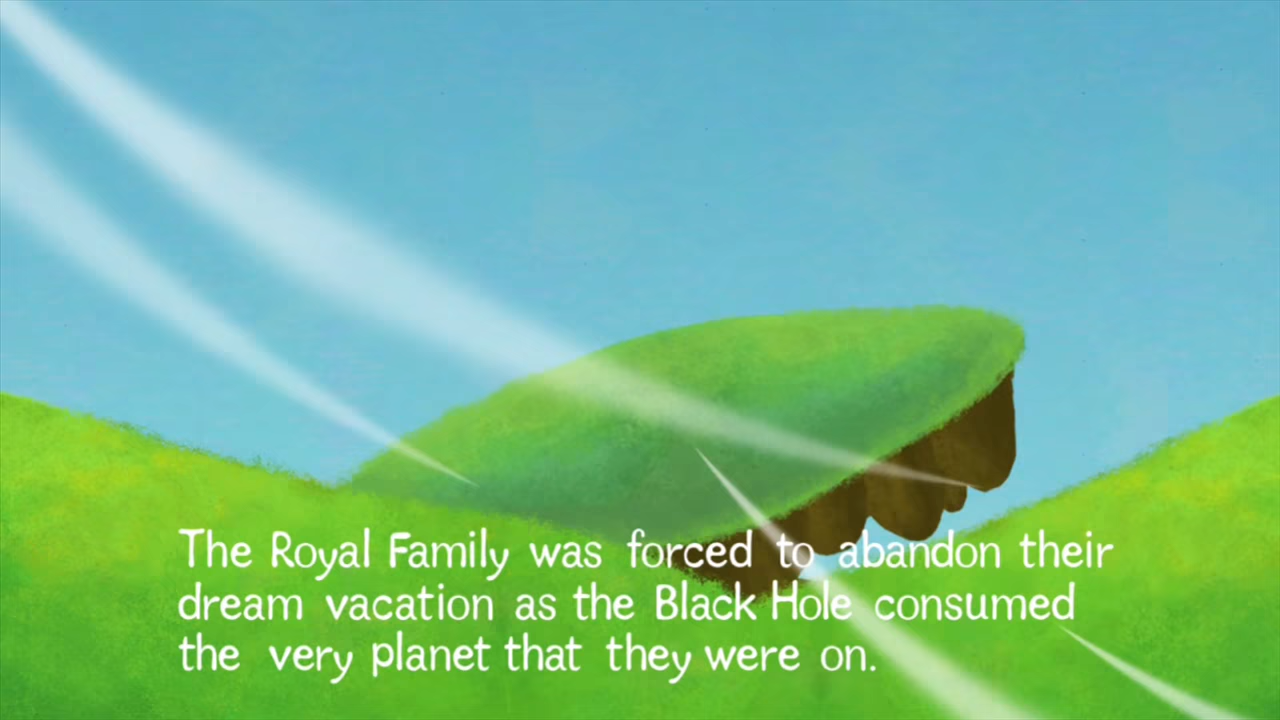 The Royal Family was forced to abandon their
dream vacation as the Black Hole consumed
the very planet that they were on.